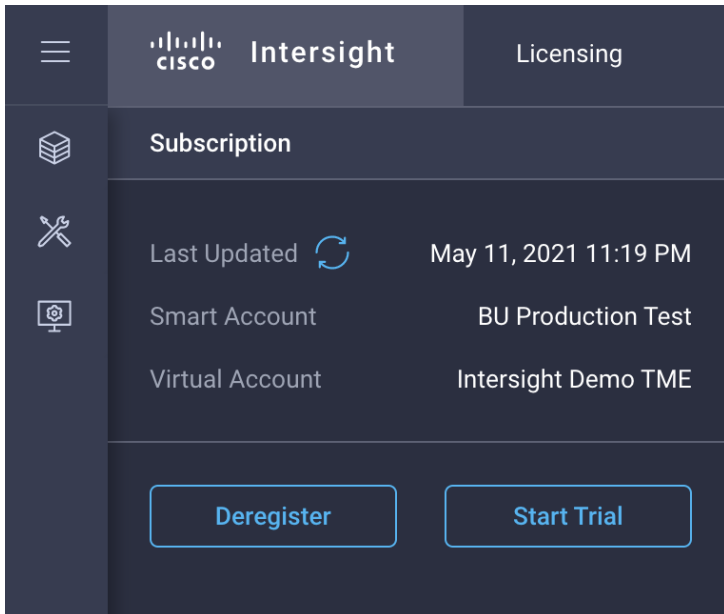 cisco Intersight Licensing
Subscription
Last Updated May 11, 2021 11:19 PM
Smart Account BU Production Test
Virtual Account Intersight Demo TME
Deregister Start Trial